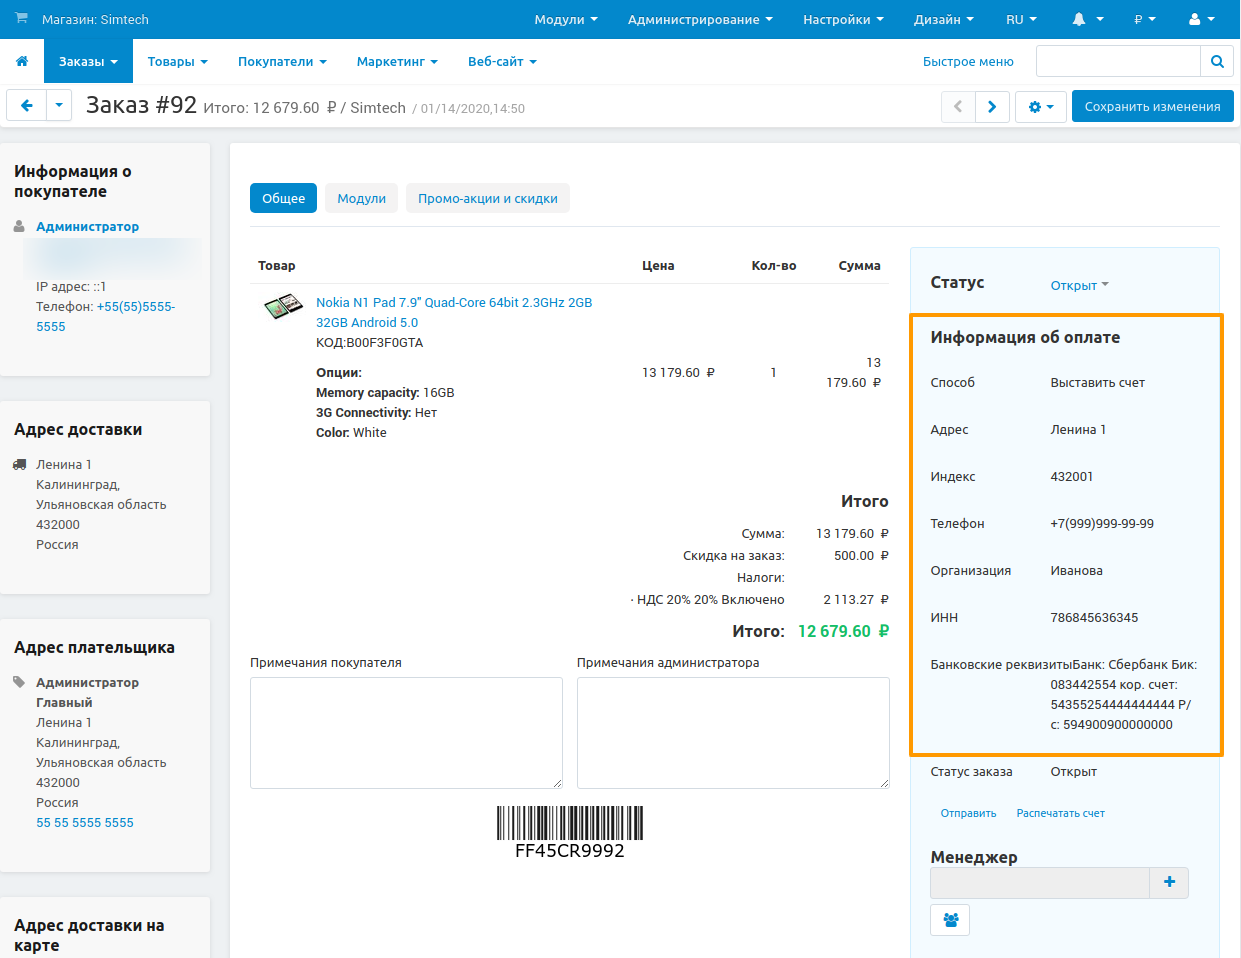 Магазин: Simtech
Модули
Администрирование
Настройки
Дизайн
RU
₽
Заказы
Товары
Покупатели
Маркетинг
Веб-сайт
Быстрое меню
Заказ #92 Итого: 12 679.60 ₽ / Simtech / 01/14/2020,14:50
Сохранить изменения
Информация о
покупателе
Администратор
IP адрес: ::1
Телефон: +55(55)5555-
5555
Адрес доставки
Ленина 1
Калининград,
Ульяновская область
432000
Россия
Адрес плательщика
Администратор
Главный
Ленина 1
Калининград,
Ульяновская область
432000
Россия
55 55 5555 5555
Адрес доставки на
карте
Общее
Модули
Промо-акции и скидки
Товар Цена Кол-во Сумма
Nokia N1 Pad 7.9" Quad-Core 64bit 2.3GHz 2GB
32GB Android 5.0
КОД:B00F3F0GTA
Опции:
Memory capacity: 16GB
3G Connectivity: Нет
Color: White
13 179.60 ₽
1
13
179.60 ₽
Итого
Сумма: 13 179.60 ₽
Скидка на заказ: 500.00 ₽
Налоги:
· НДС 20% 20% Включено 2 113.27 ₽
Итого: 12 679.60 ₽
Примечания покупателя
Примечания администратора
FF45CR9992
Статус Открыт
Информация об оплате
Способ Выставить счет
Адрес Ленина 1
Индекс 432001
Телефон +7(999)999-99-99
Организация Иванова
ИНН 786845636345
Банковские реквизитыБанк: Сбербанк Бик:
083442554 кор. счет:
54355254444444444 Р/
с: 594900900000000
Статус заказа Открыт
Отправить
Распечатать счет
Менеджер